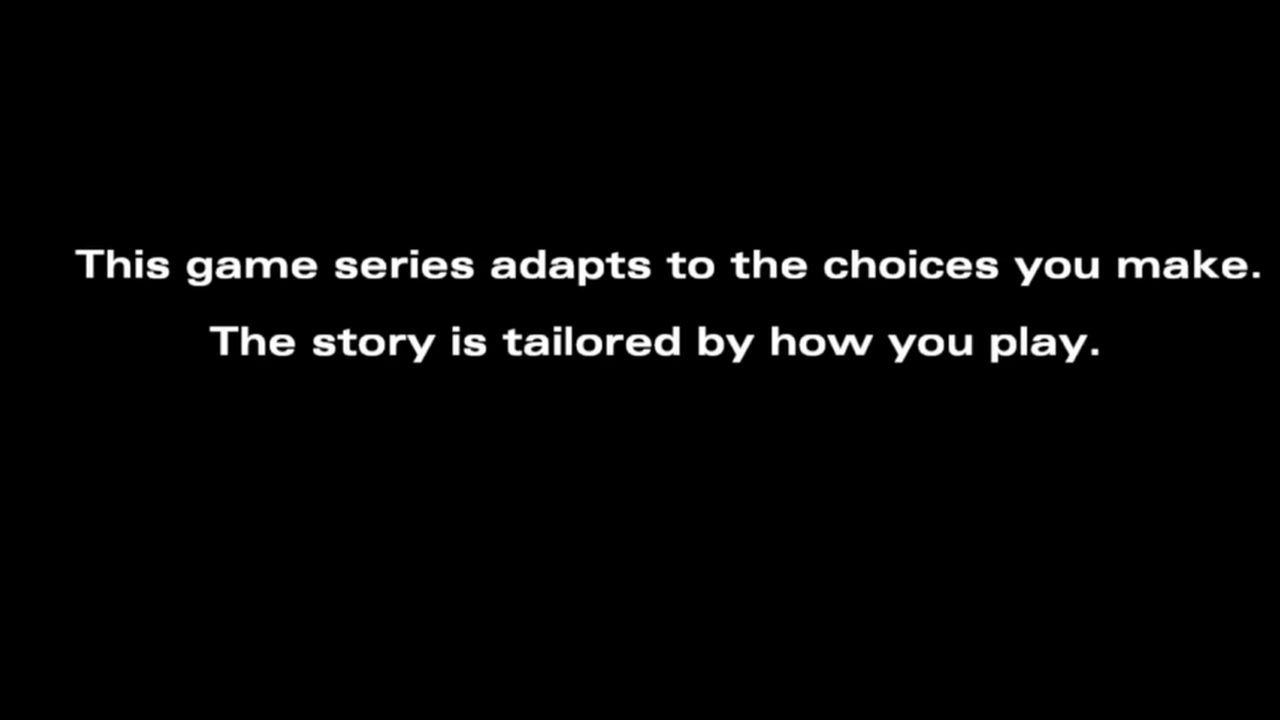 This game series adapts to the choices you make.
The story is tailored by how you play.